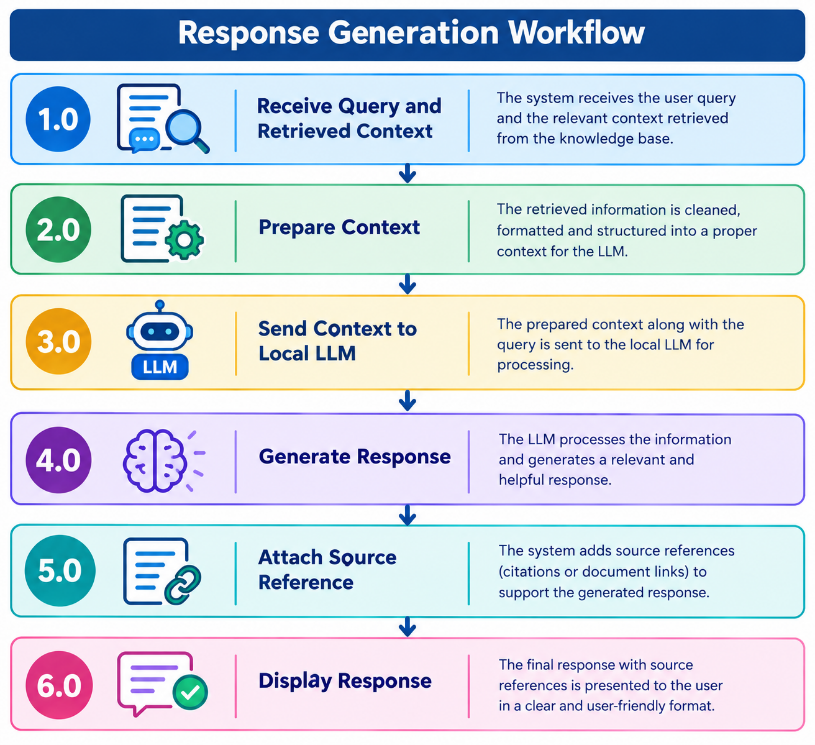 Response Generation Workflow
1.0
Receive Query and
Retrieved Context
The system receives the user query
and the relevant context retrieved
from the knowledge base.
2.0
Prepare Context
The retrieved information is cleaned,
formatted and structured into a proper
context for the LLM.
3.0
LLM
Send Context to
Local LLM
The prepared context along with the
query is sent to the local LLM for
processing.
4.0
Generate Response
The LLM processes the information
and generates a relevant and
helpful response.
5.0
Attach Source
Reference
The system adds source references
(citations or document links) to
support the generated response.
6.0
Display Response
The final response with source
references is presented to the user
in a clear and user-friendly format.